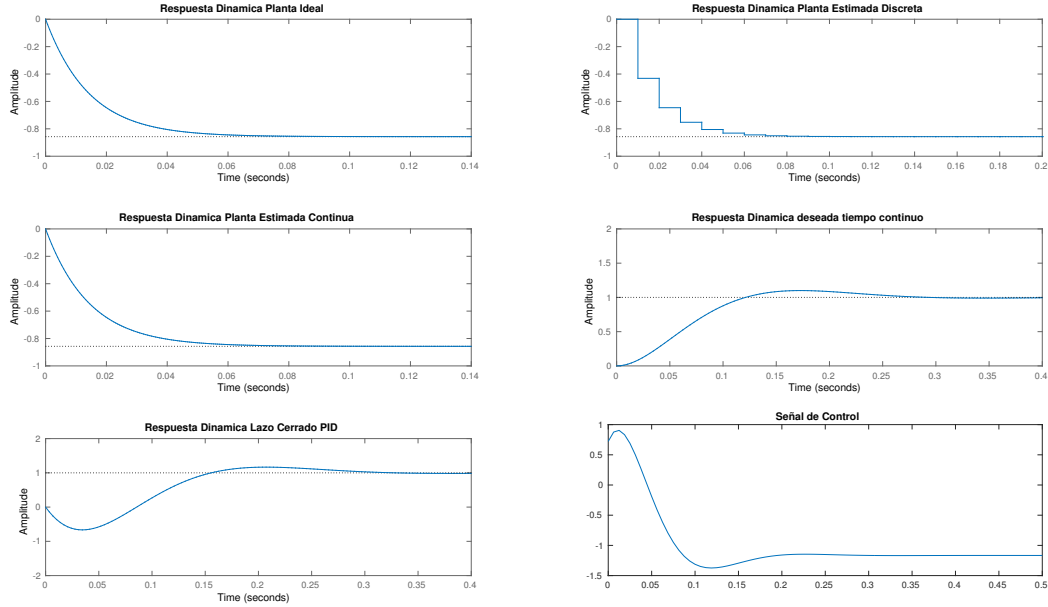 Respuesta Dinamica Planta Ideal
0
-0.2
-0.4
-0.6
-0.8
-1
Amplitude
0 0.02 0.04 0.06 0.08 0.1 0.12 0.14
Time (seconds)
Respuesta Dinamica Planta Estimada Discreta
0
-0.2
-0.4
-0.6
-0.8
-1
Amplitude
0 0.02 0.04 0.06 0.08 0.1 0.12 0.14 0.16 0.18 0.2
Time (seconds)
Respuesta Dinamica Planta Estimada Continua
0
-0.2
-0.4
-0.6
-0.8
-1
Amplitude
0 0.02 0.04 0.06 0.08 0.1 0.12 0.14
Time (seconds)
Respuesta Dinamica deseada tiempo continuo
2
1.5
1
0.5
0
Amplitude
0 0.05 0.1 0.15 0.2 0.25 0.3 0.35 0.4
Time (seconds)
Respuesta Dinamica Lazo Cerrado PID
2
1
0
-1
-2
Amplitude
0 0.05 0.1 0.15 0.2 0.25 0.3 0.35 0.4
Time (seconds)
Señal de Control
1
0.5
0
-0.5
-1
-1.5
0 0.05 0.1 0.15 0.2 0.25 0.3 0.35 0.4 0.45 0.5